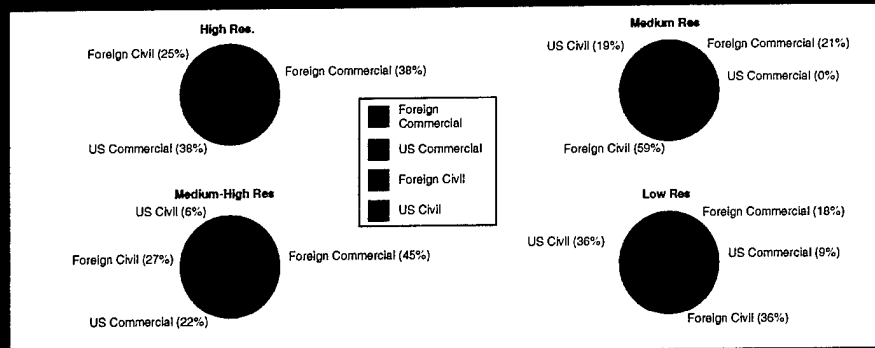 High Res.
Foreign Civil (25%)
Foreign Commercial (38%)
US Commercial (38%)
Medium-High Res
US Civil (6%)
Foreign Civil (27%)
Foreign Commercial (45%)
US Commercial (22%)
Foreign
Commercial
US Commercial
Foreign Civil
US Civil
Medium Res
US Civil (19%)
Foreign Commercial (21%)
US Commercial (0%)
Foreign Civil (59%)
Low Res
Foreign Commercial (18%)
US Civil (36%)
US Commercial (9%)
Foreign Civil (36%)